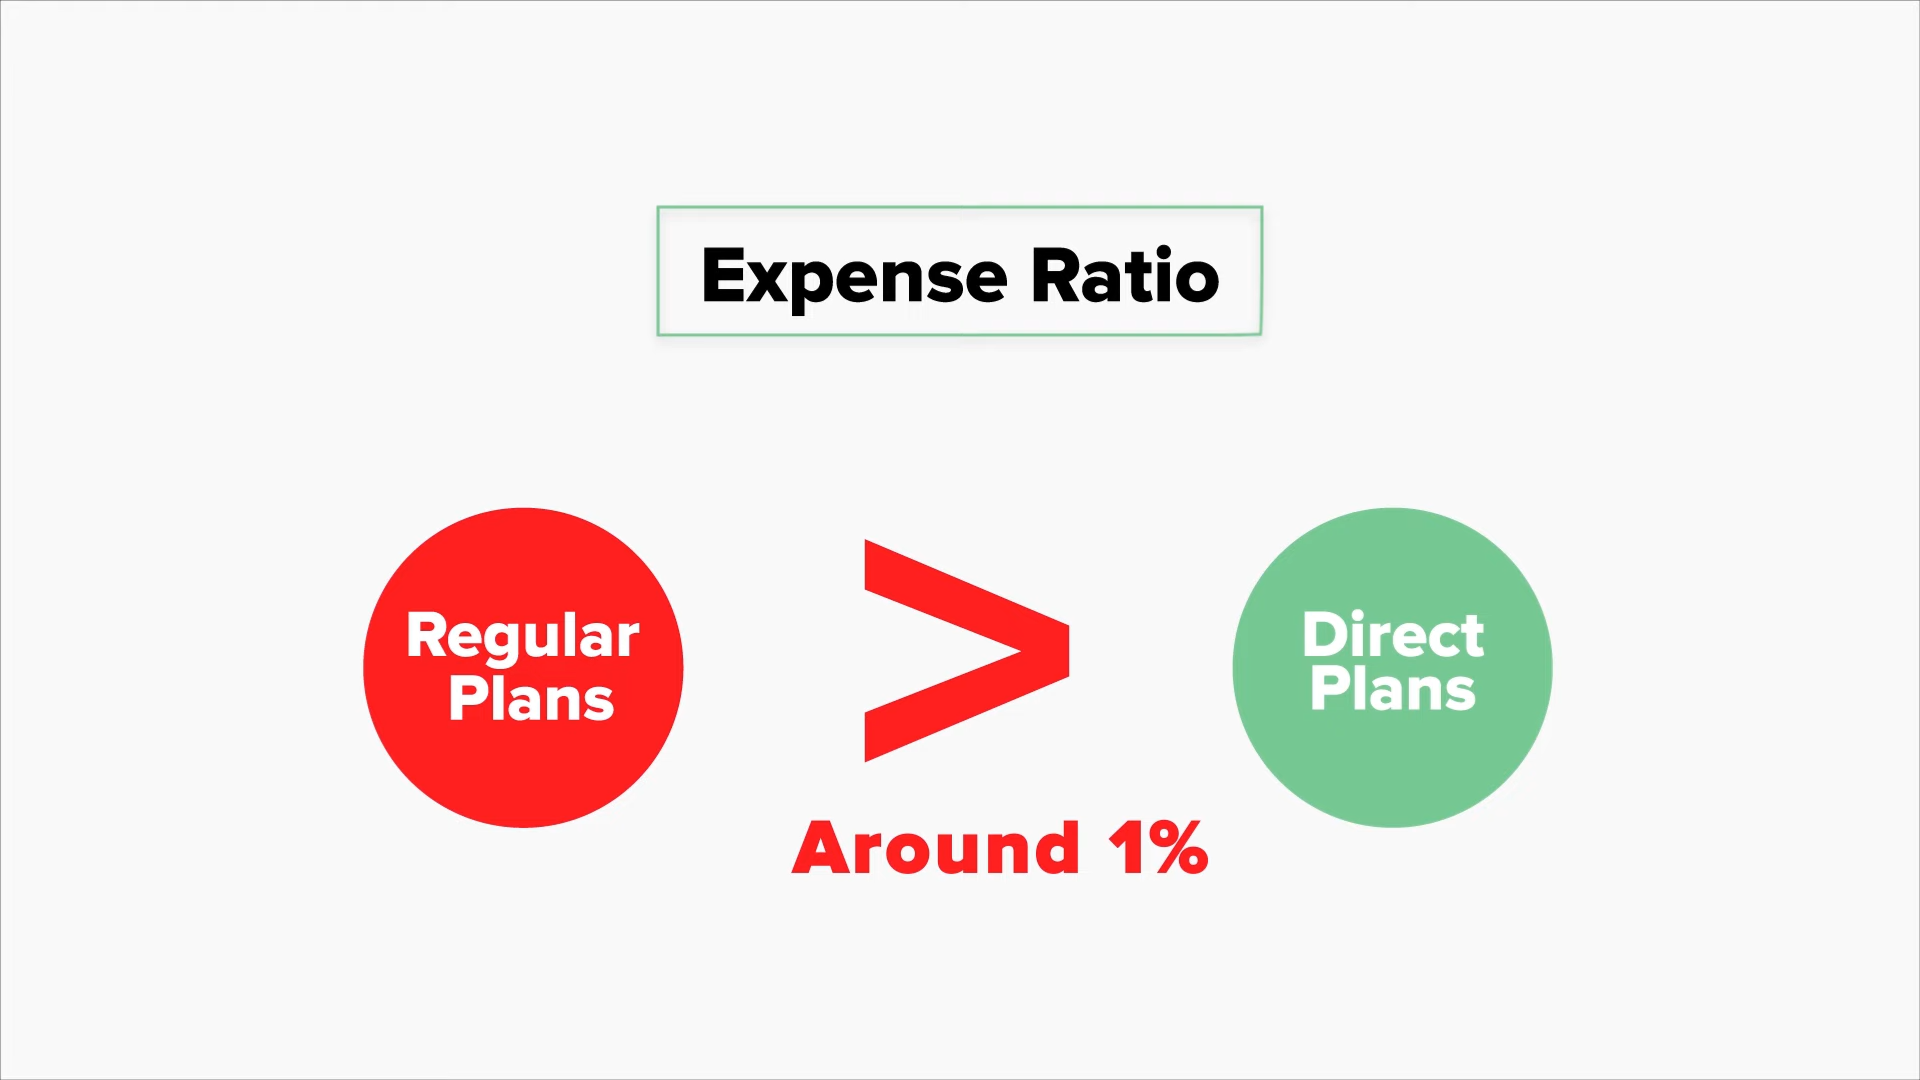 Expense Ratio
Regular
Plans
>
Direct
Plans
Around 1%